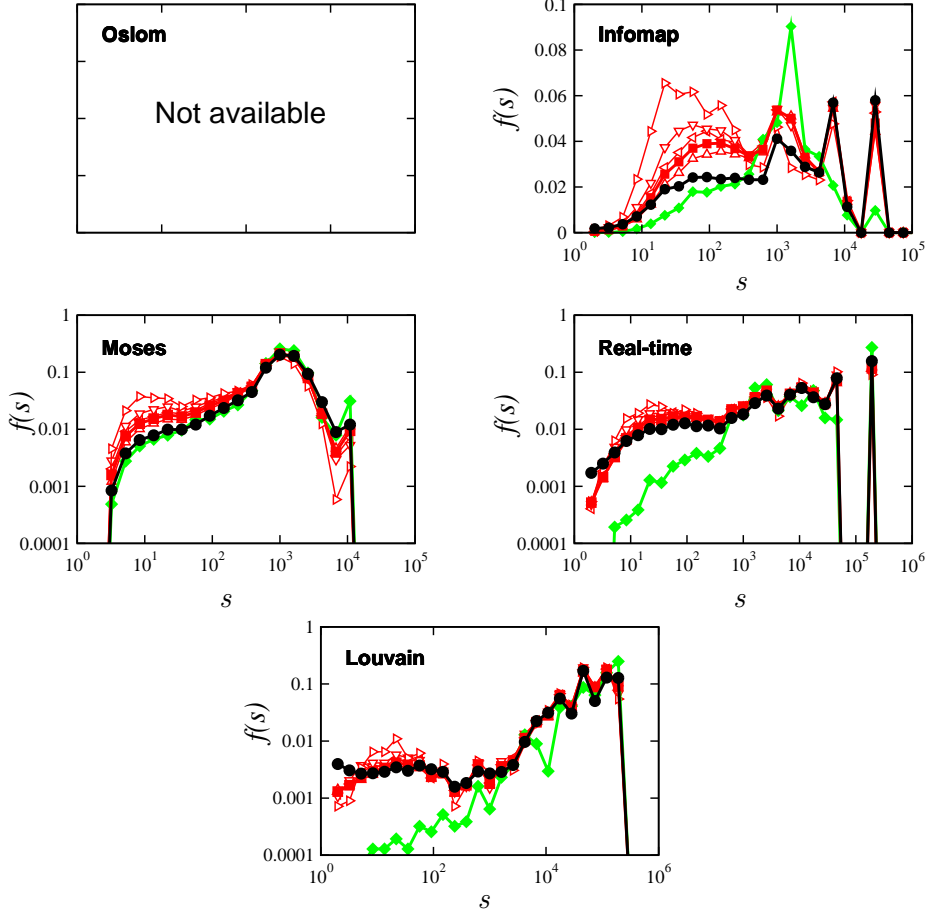 Oslom
Not available
Infomap
f(s)
0.1
0.08
0.06
0.04
0.02
0
10^0 10^1 10^2 10^3 10^4 10^5
s
Moses
f(s)
1
0.1
0.01
0.001
0.0001
10^0 10^1 10^2 10^3 10^4 10^5
s
Real-time
f(s)
1
0.1
0.01
0.001
0.0001
10^0 10^1 10^2 10^3 10^4 10^5 10^6
s
Louvain
f(s)
1
0.1
0.01
0.001
0.0001
10^0 10^2 10^4 10^6
s